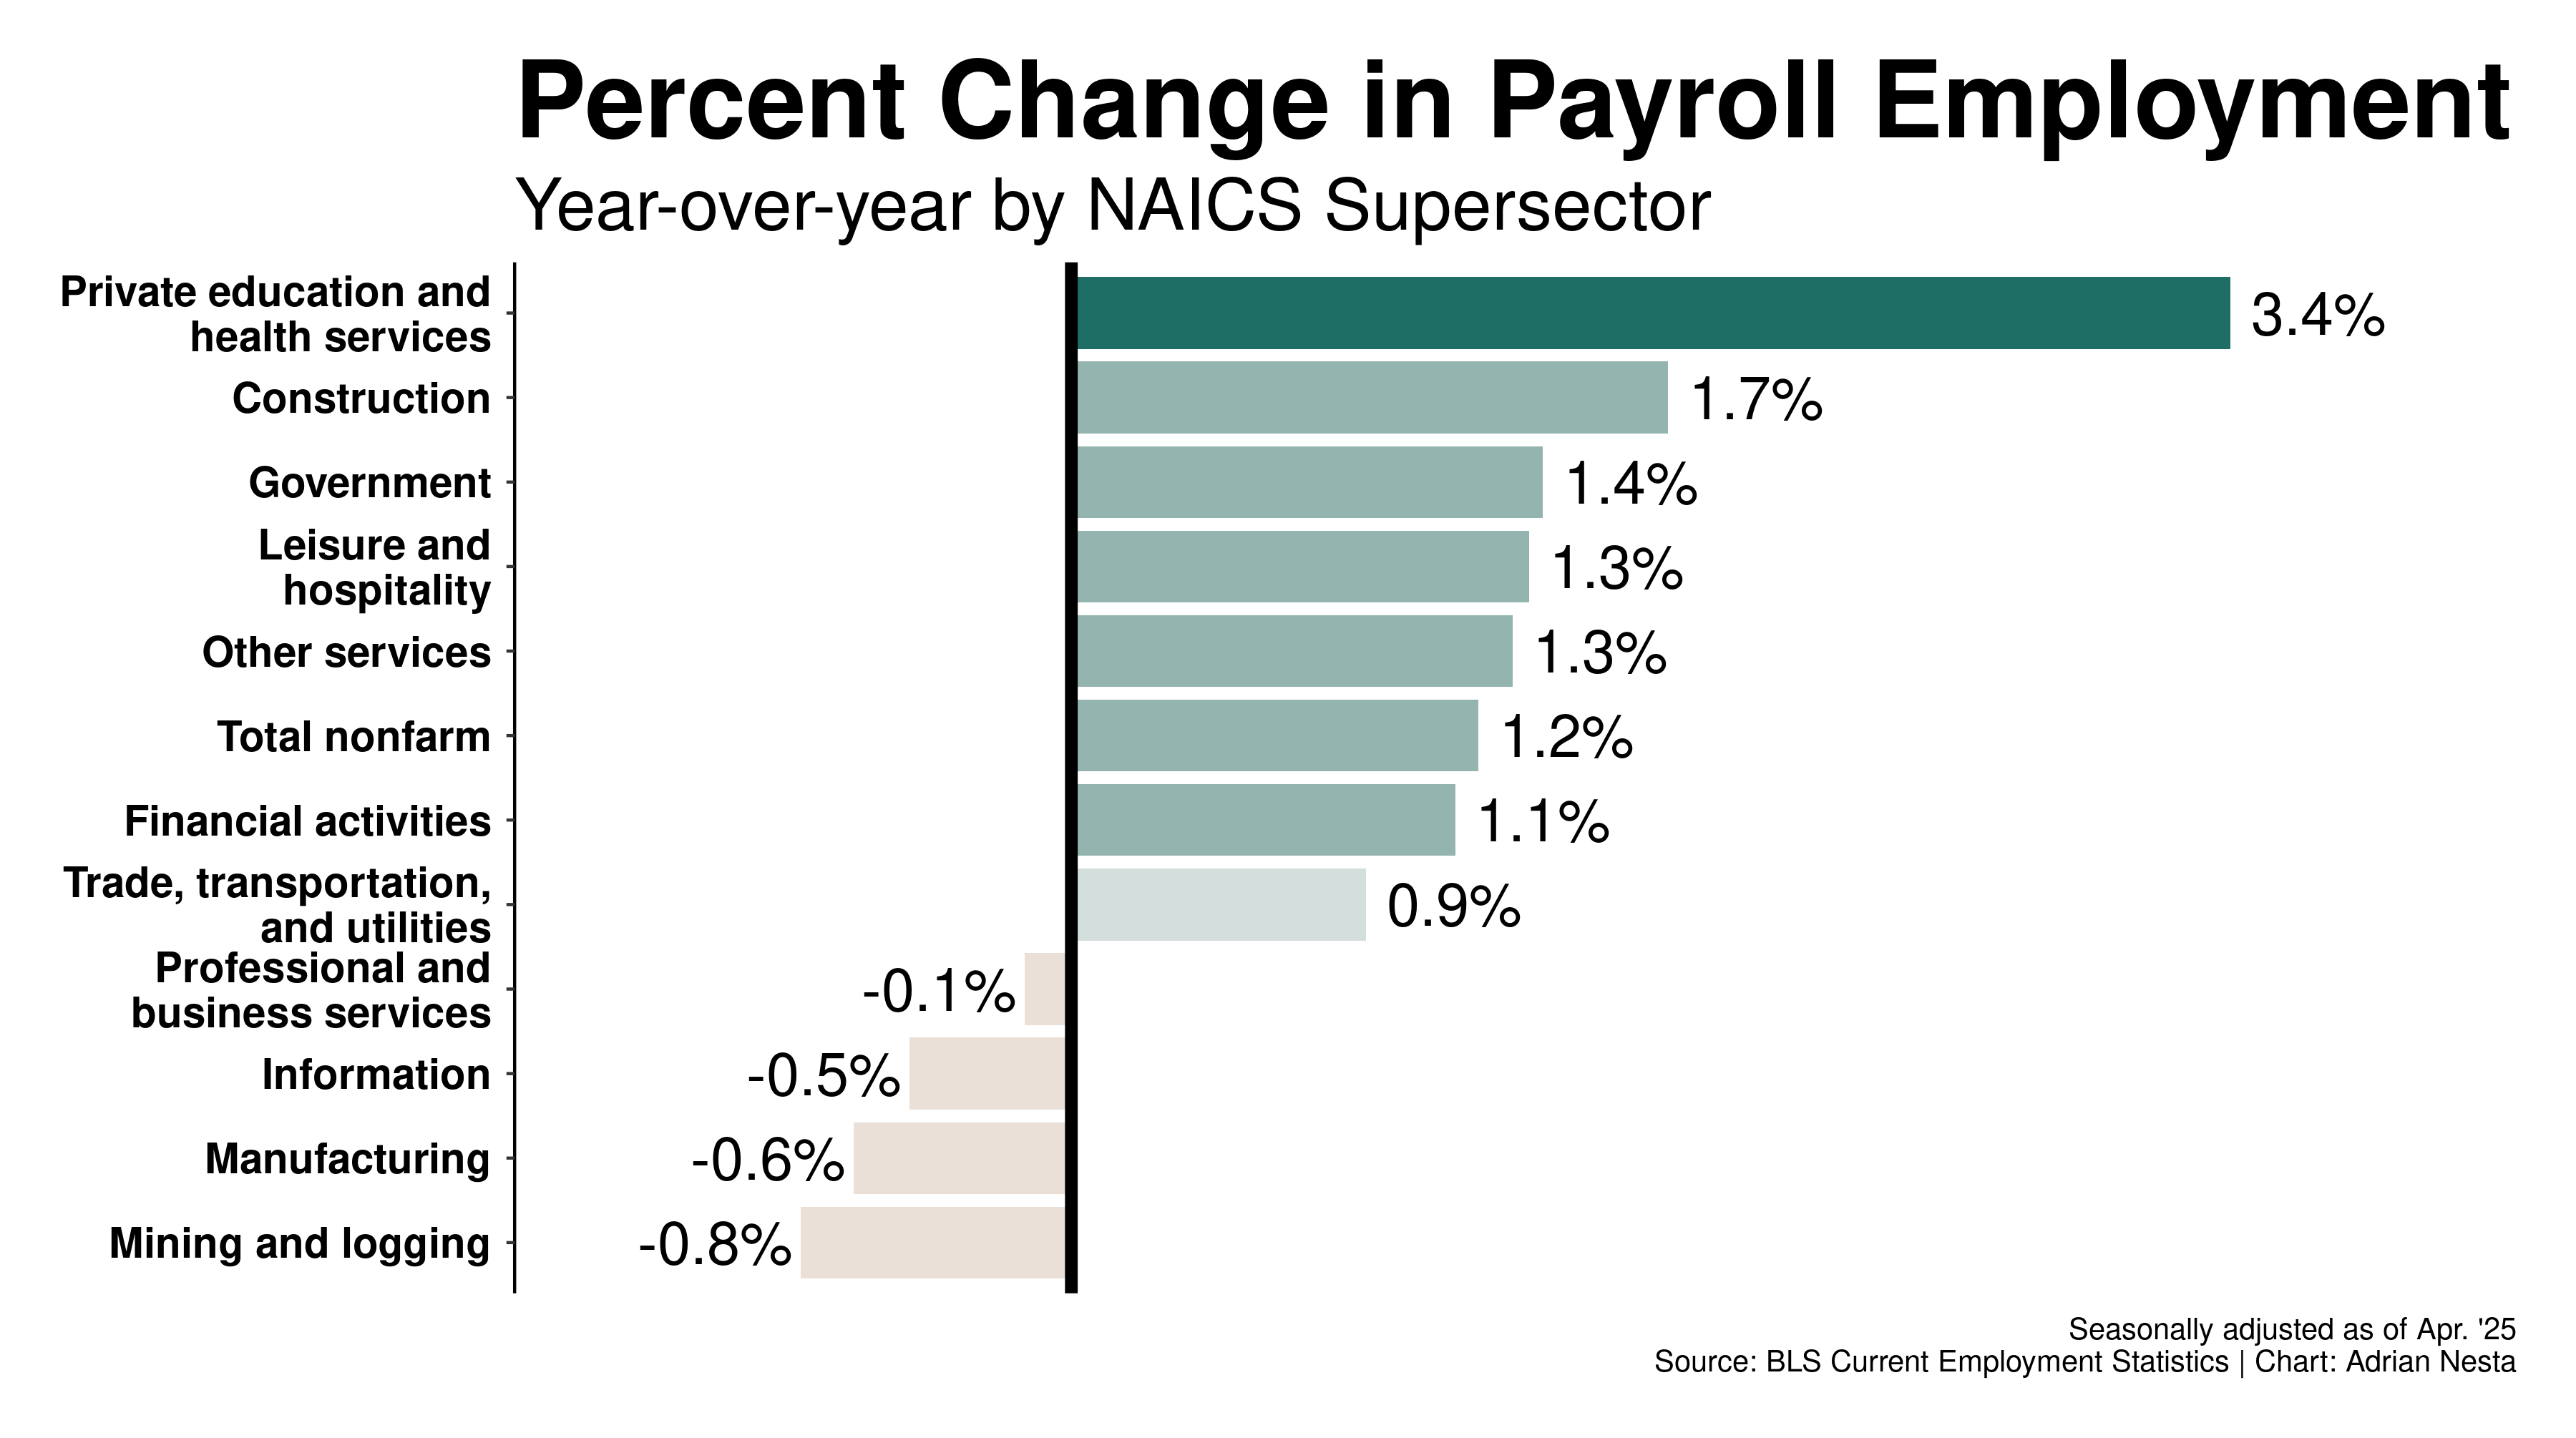 Percent Change in Payroll Employment
Year-over-year by NAICS Supersector
Private education and
health services
3.4%
Construction
1.7%
Government
1.4%
Leisure and
hospitality
1.3%
Other services
1.3%
Total nonfarm
1.2%
Financial activities
1.1%
Trade, transportation,
and utilities
0.9%
Professional and
business services
-0.1%
Information
-0.5%
Manufacturing
-0.6%
Mining and logging
-0.8%
Seasonally adjusted as of Apr. '25
Source: BLS Current Employment Statistics | Chart: Adrian Nesta